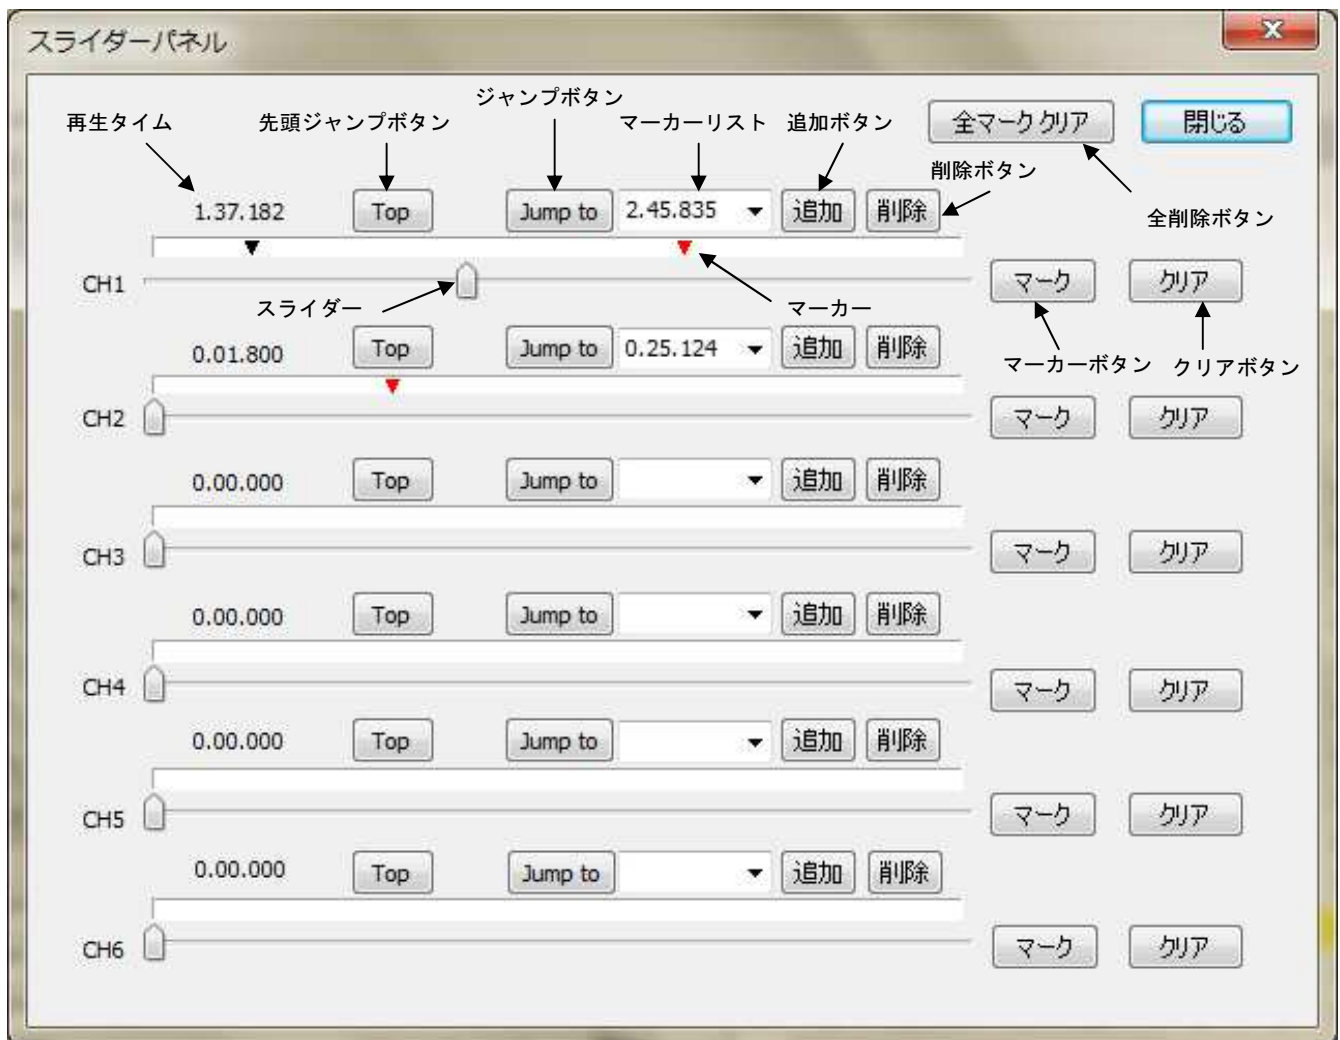 スライダーパネル
ジャンプボタン
再生タイム 先頭ジャンプボタン マーカーリスト 追加ボタン 全マーククリア 閉じる
削除ボタン
1.37.182 Top Jump to 2.45.835 追加 削除
全削除ボタン
CH1 マーク クリア
スライダー マーカー
0.01.800 Top Jump to 0.25.124 追加 削除
マーカーボタン クリアボタン
CH2 マーク クリア
0.00.000 Top Jump to 追加 削除
CH3 マーク クリア
0.00.000 Top Jump to 追加 削除
CH4 マーク クリア
0.00.000 Top Jump to 追加 削除
CH5 マーク クリア
0.00.000 Top Jump to 追加 削除
CH6 マーク クリア